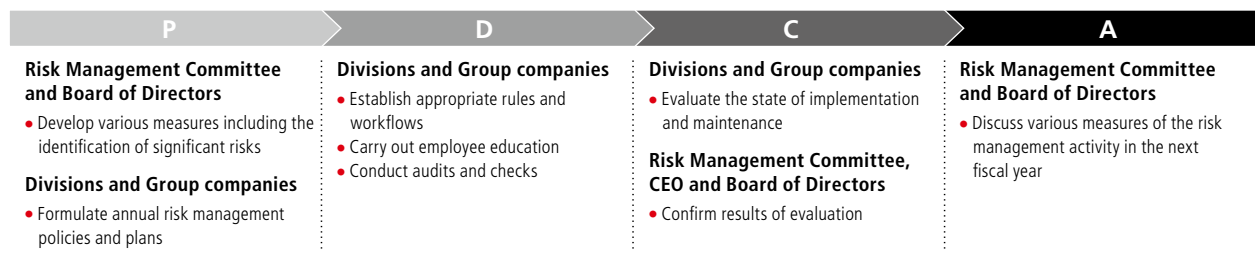 P
Risk Management Committee
and Board of Directors
• Develop various measures including the
identification of significant risks
Divisions and Group companies
• Formulate annual risk management
policies and plans
D
Divisions and Group companies
• Establish appropriate rules and
workflows
• Carry out employee education
• Conduct audits and checks
C
Divisions and Group companies
• Evaluate the state of implementation
and maintenance
Risk Management Committee,
CEO and Board of Directors
• Confirm results of evaluation
A
Risk Management Committee
and Board of Directors
• Discuss various measures of the risk
management activity in the next
fiscal year